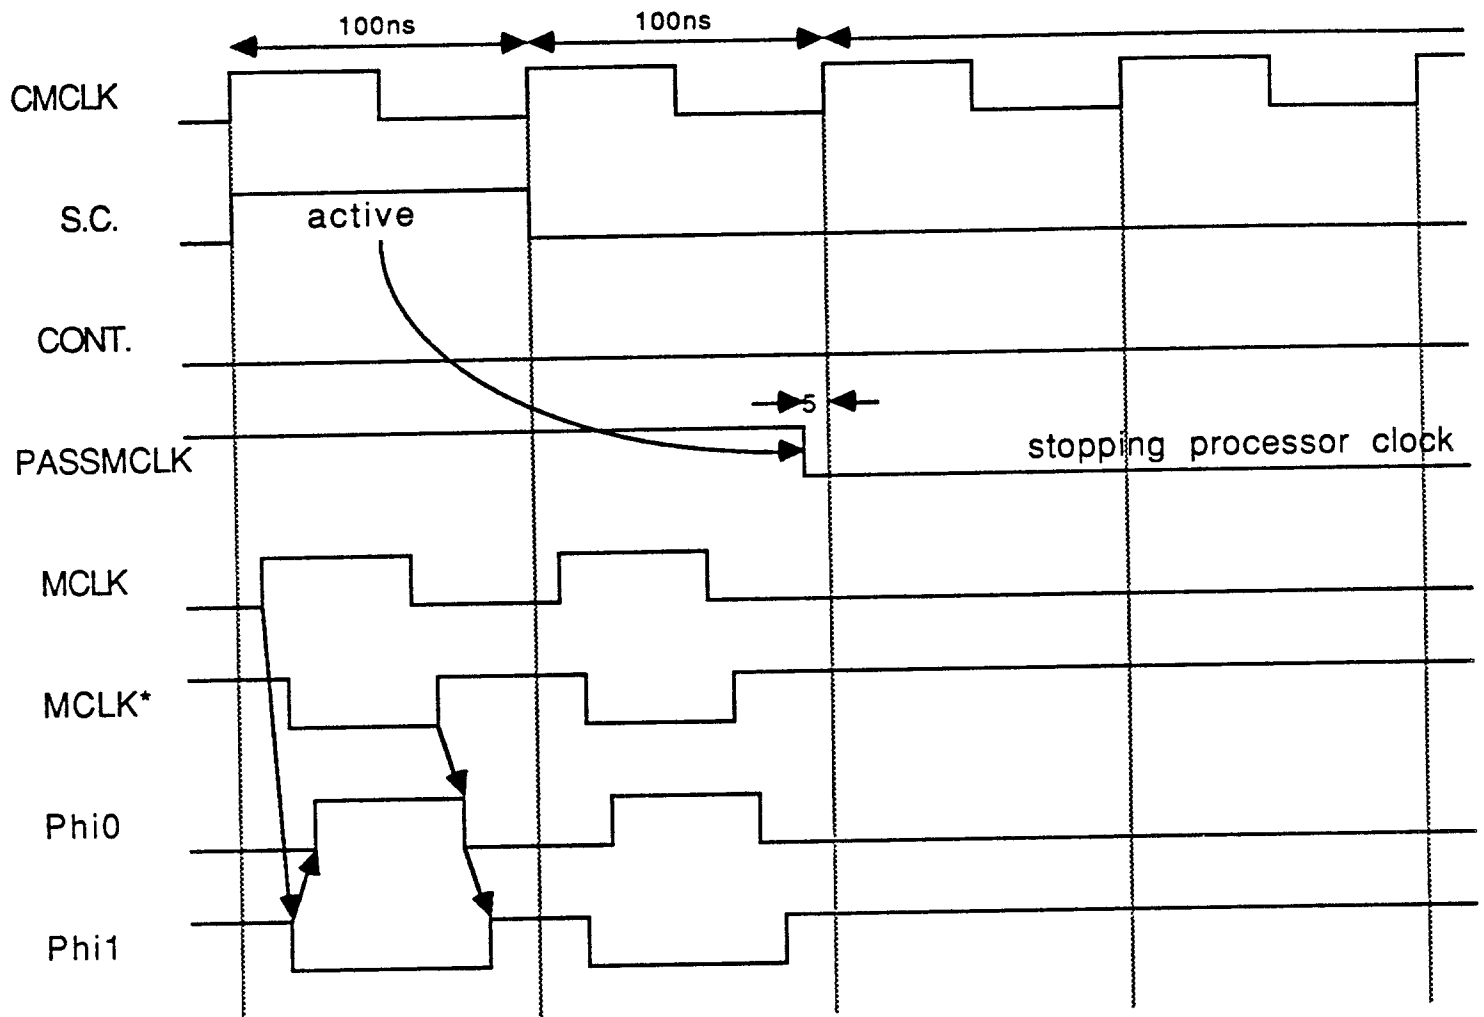 100ns
100ns
CMCLK
S.C.
active
CONT.
5
PASSMCLK
stopping processor clock
MCLK
MCLK*
Phi0
Phi1